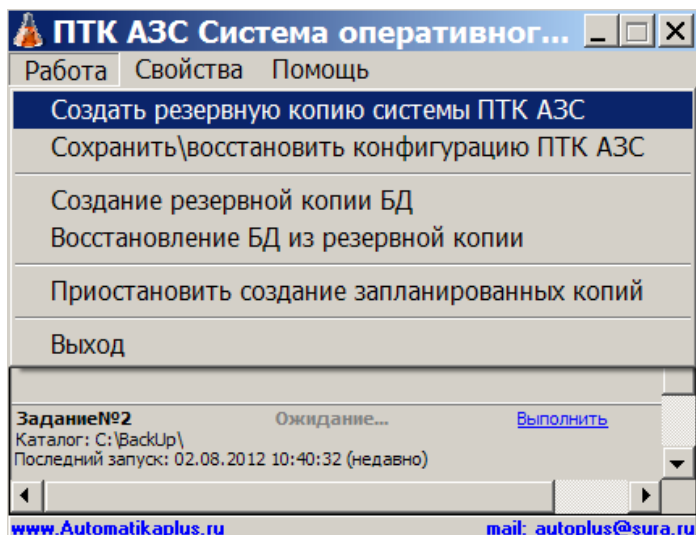 ПТК АЗС Система оперативног...
Работа Свойства Помощь
Создать резервную копию системы ПТК АЗС
Сохранить\восстановить конфигурацию ПТК АЗС
Создание резервной копии БД
Восстановление БД из резервной копии
Приостановить создание запланированных копий
Выход
Задание№2 Ожидание... Выполнить
Каталог: C:\BackUp\
Последний запуск: 02.08.2012 10:40:32 (недавно)
www.Automatikaplus.ru mail: autoplus@sura.ru